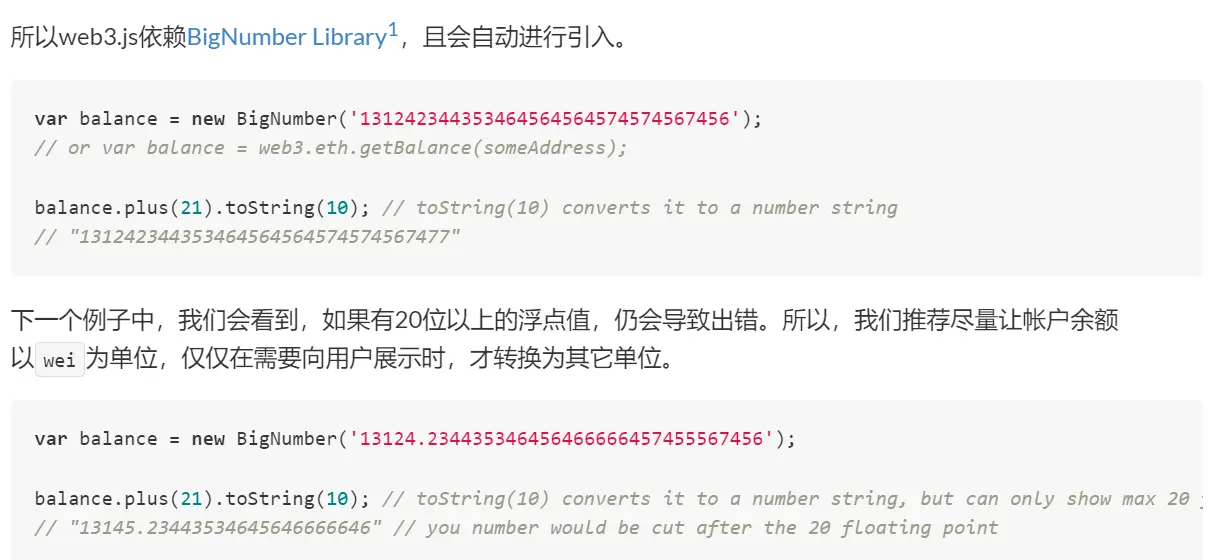 所以web3.js依赖BigNumber Library1，且会自动进行引入。
var balance = new BigNumber('131242344353464564564574574567456');
// or var balance = web3.eth.getBalance(someAddress);
balance.plus(21).toString(10); // toString(10) converts it to a number string
// "131242344353464564564574574567477"
下一个例子中，我们会看到，如果有20位以上的浮点值，仍会导致出错。所以，我们推荐尽量让帐户余额
以wei为单位，仅仅在需要向用户展示时，才转换为其它单位。
var balance = new BigNumber('13124.234435346456466666457455567456');
balance.plus(21).toString(10); // toString(10) converts it to a number string, but can only show max 20
// "13145.23443534645646666646" // you number would be cut after the 20 floating point